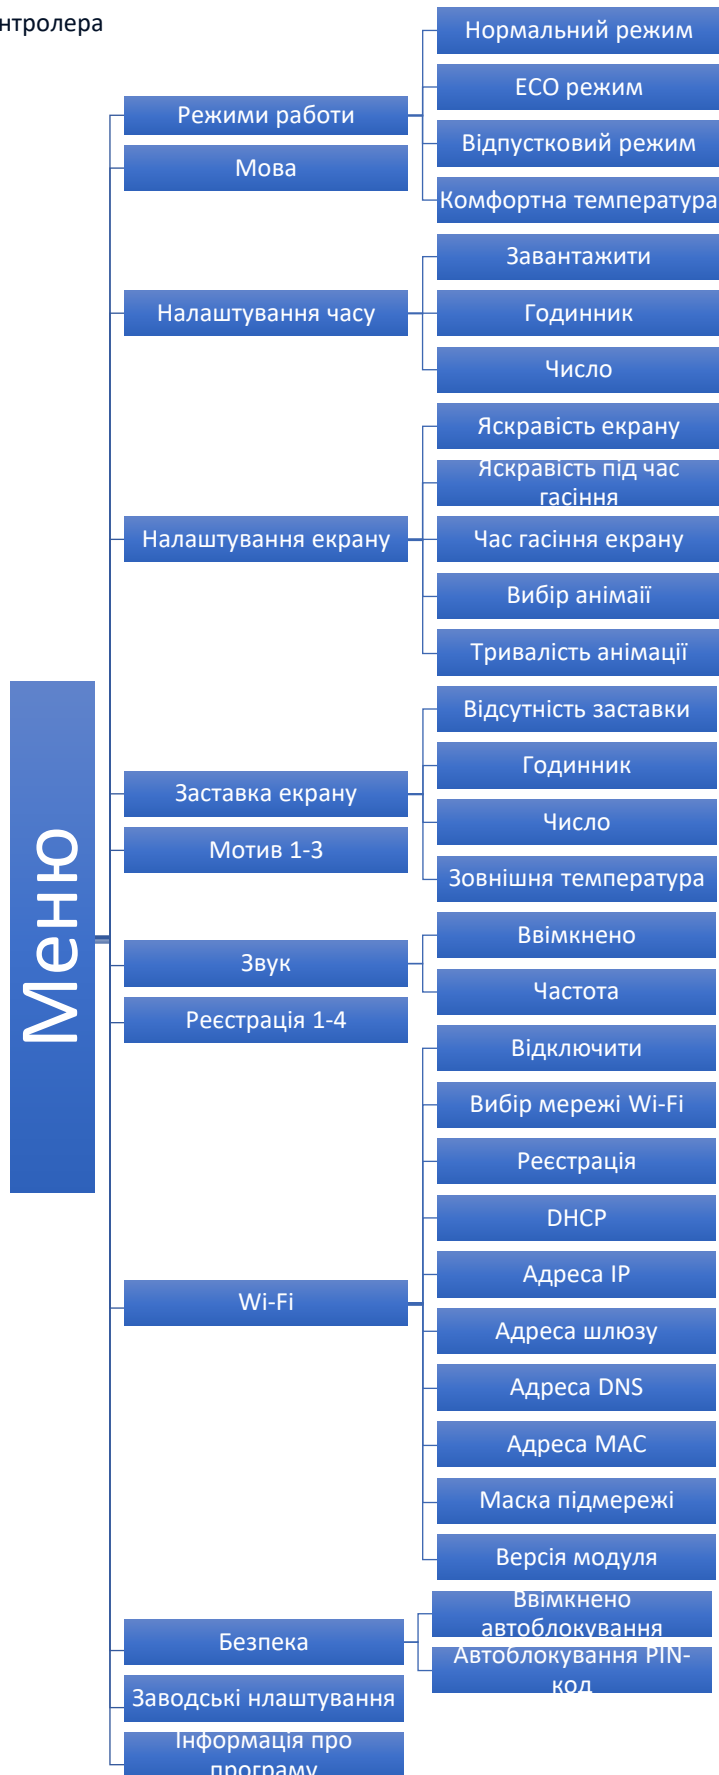 нтролера
Нормальний режим
ECO режим
Режими работи
Відпустковий режим
Мова
Комфортна температура
Завантажити
Налаштування часу
Годинник
Число
Яскравість екрану
Яскравість під час
гасіння
Налаштування екрану
Час гасіння екрану
Вибір анімаії
Тривалість анімації
Відсутність заставки
Годинник
Заставка екрану
Число
Мотив 1-3
Зовнішня температура
Меню
Ввімкнено
Звук
Частота
Реєстрація 1-4
Відключити
Вибір мережі Wi-Fi
Реєстрація
DHCP
Адреса IP
Wi-Fi
Адреса шлюзу
Адреса DNS
Адреса MAC
Маска підмережі
Версія модуля
Ввімкнено
автоблокування
Безпека
Автоблокування PIN-
код
Заводські нлаштування
Інформація про
програму